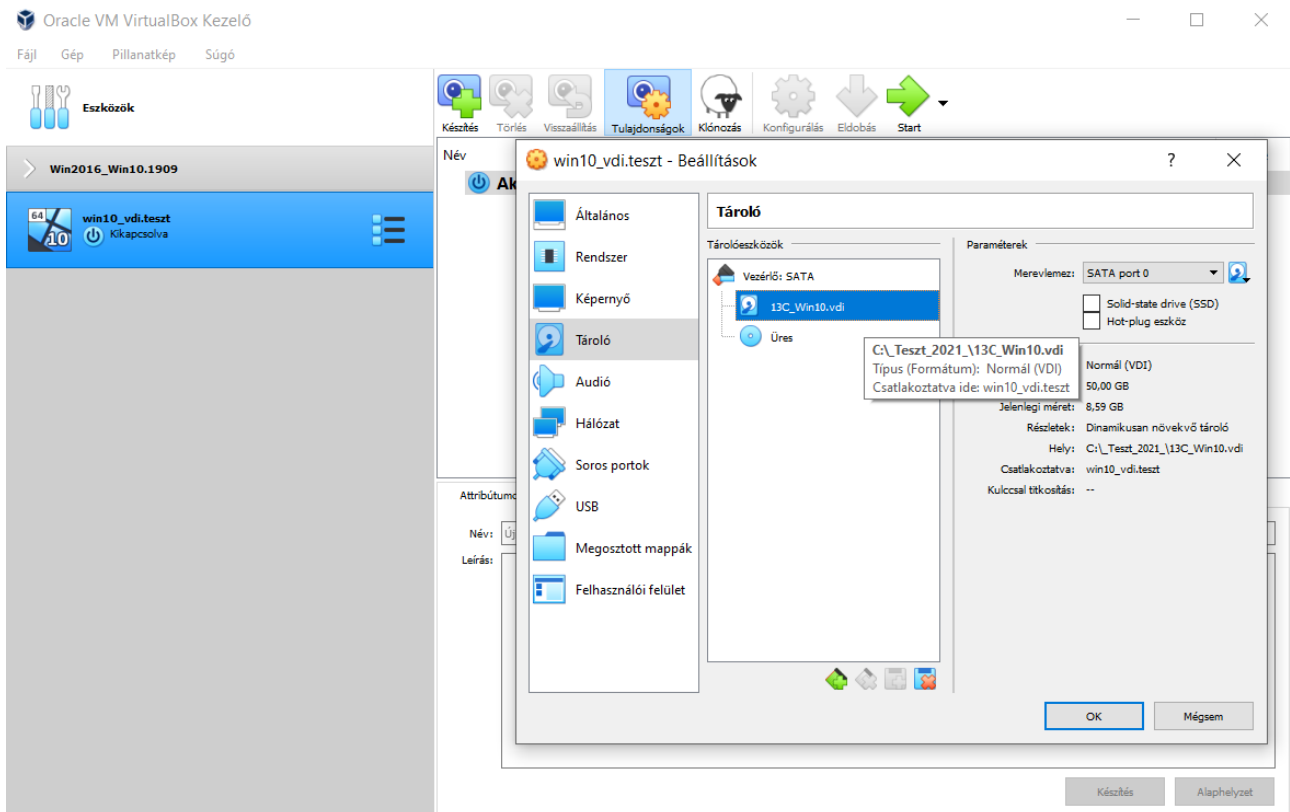 Oracle VM VirtualBox Kezelő
Fájl Gép Pillanatkép Súgó
Eszközök
Készítés Törlés Visszaállítás Tulajdonságok Klónozás Konfigurálás Eldobás Start
Win2016_Win10.1909
64
10
win10_vdi.teszt
Kikapcsolva
Név
Ak
win10_vdi.teszt - Beállítások
?
Általános
Rendszer
Képernyő
Tároló
Audió
Hálózat
Soros portok
USB
Megosztott mappák
Felhasználói felület
Tároló
Tárolóeszközök
Vezérlő: SATA
13C_Win10.vdi
Üres
C:\_Teszt_2021_\13C_Win10.vdi
Típus (Formátum): Normál (VDI)
Csatlakoztatva ide: win10_vdi.teszt
Paraméterek
Merevlemez: SATA port 0
Solid-state drive (SSD)
Hot-plug eszköz
Normál (VDI)
50,00 GB
Jelenlegi méret: 8,59 GB
Részletek: Dinamikusan növekvő tároló
Hely: C:\_Teszt_2021_\13C_Win10.vdi
Csatlakoztatva: win10_vdi.teszt
Kulccsal titkosítás: --
OK Mégsem
Attribútumo
Név: Új
Leírás:
Készítés Alaphelyzet